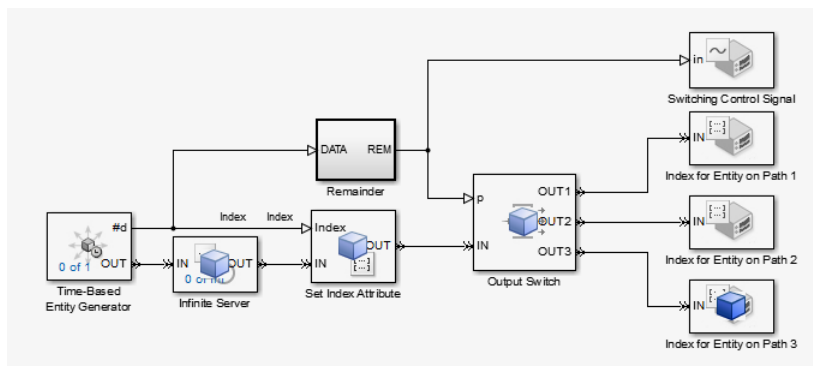 in
Switching Control Signal
IN
Index for Entity on Path 1
DATA REM
Remainder
p OUT1
OUT2
IN OUT3
Output Switch
IN
Index for Entity on Path 2
IN
Index for Entity on Path 3
#d
0 of 1 OUT
Time-Based
Entity Generator
Index Index
IN OUT
Infinite Server
Index
OUT
IN
Set Index Attribute